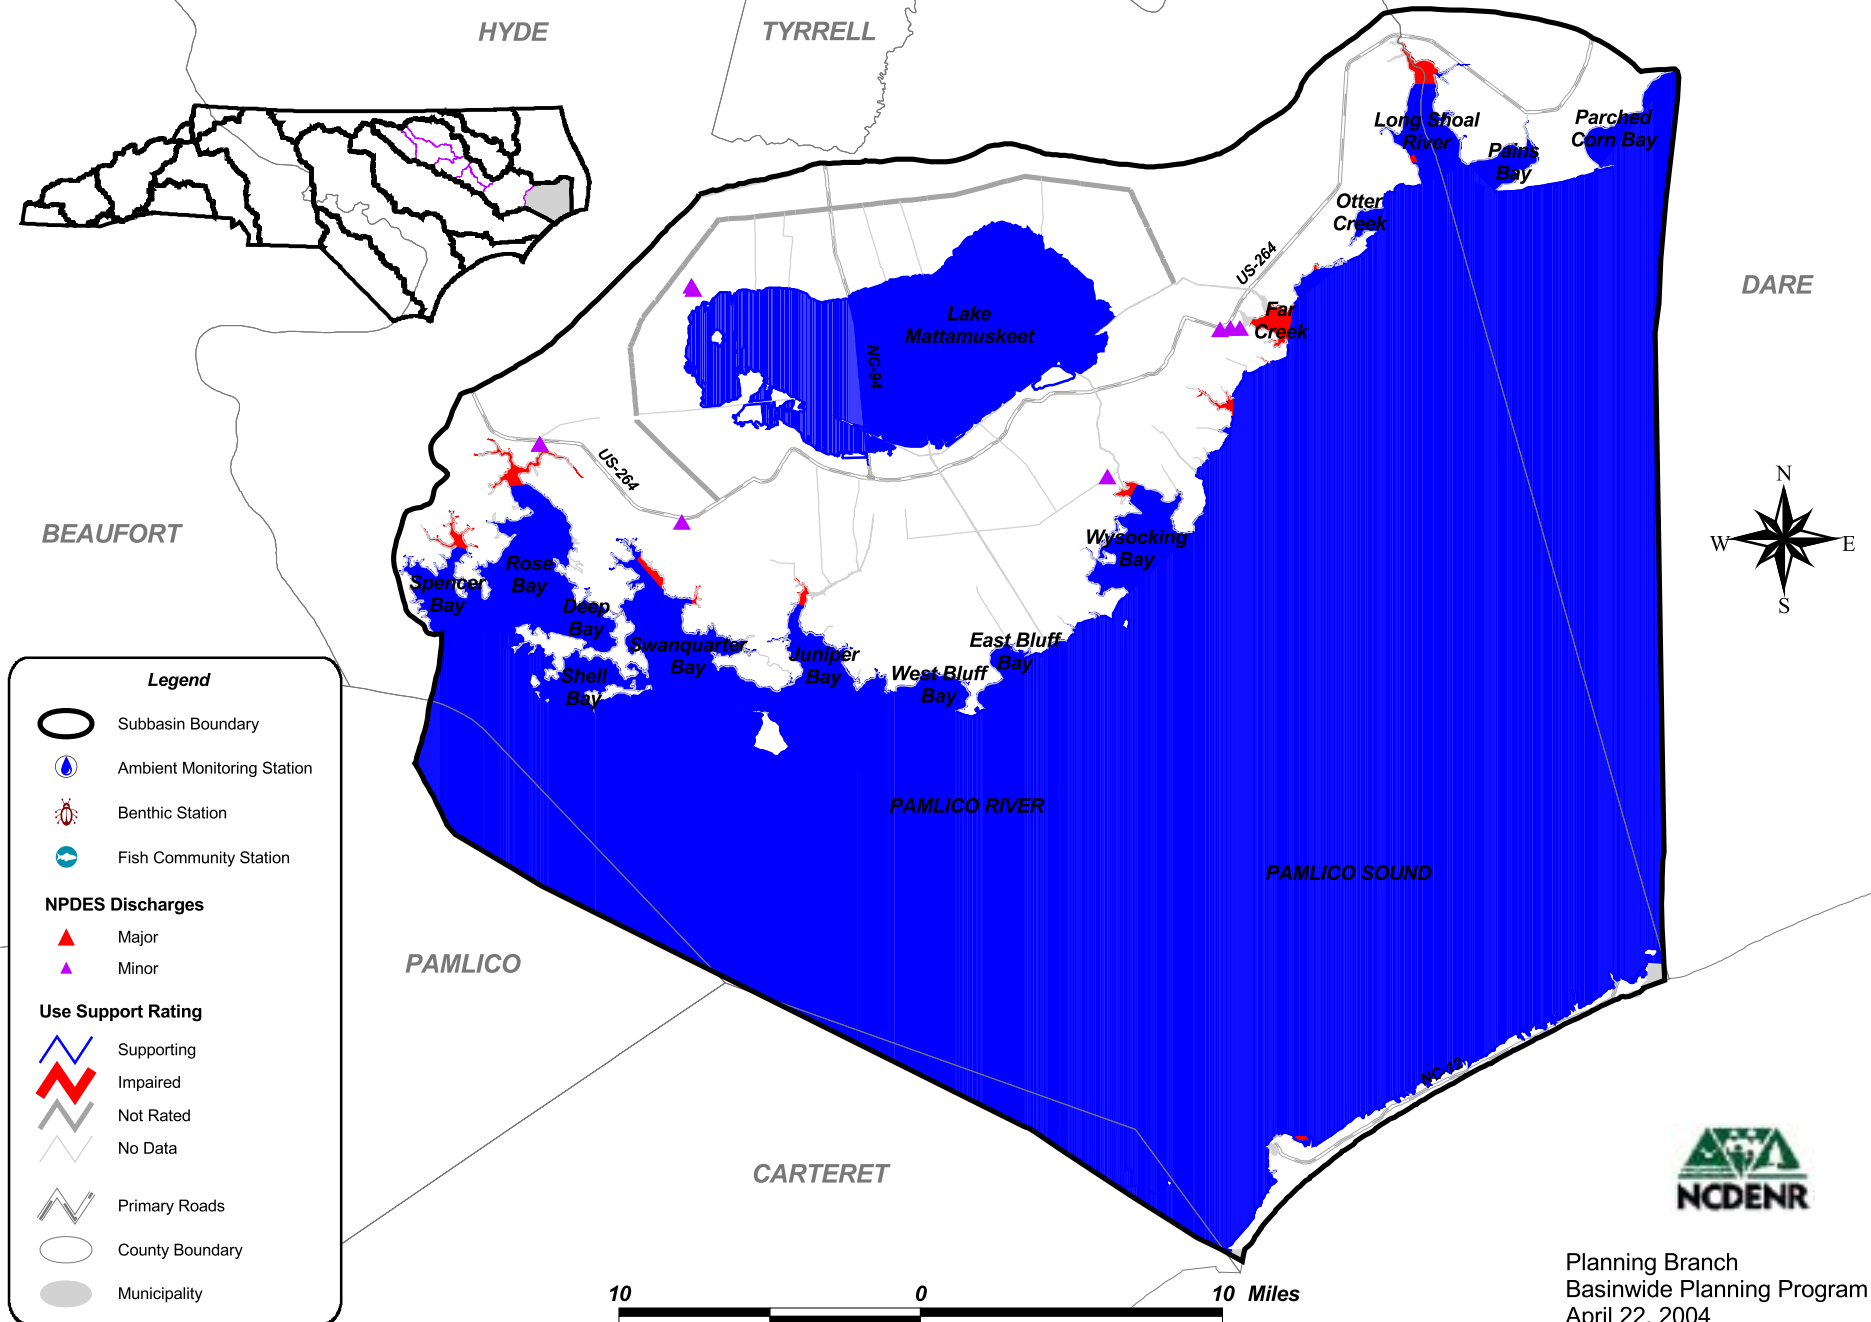 HYDE
TYRRELL
Long Shoal
River
Parched
Corn Bay
Pains
Bay
Otter
Creek
US-264
DARE
Far
Creek
Lake
Mattamuskeet
NC-94
US-264
BEAUFORT
N
W
E
S
Wysocking
Bay
Rose
Bay
Spencer
Bay
Deep
Bay
Swanquarter
Bay
Juniper
Bay
East Bluff
Bay
West Bluff
Bay
Shell
Bay
Legend
Subbasin Boundary
Ambient Monitoring Station
Benthic Station
Fish Community Station
NPDES Discharges
Major
Minor
Use Support Rating
Supporting
Impaired
Not Rated
No Data
Primary Roads
County Boundary
Municipality
PAMLICO RIVER
PAMLICO SOUND
PAMLICO
NC-12
CARTERET
NCDENR
10 0 10 Miles
Planning Branch
Basinwide Planning Program
April 22, 2004